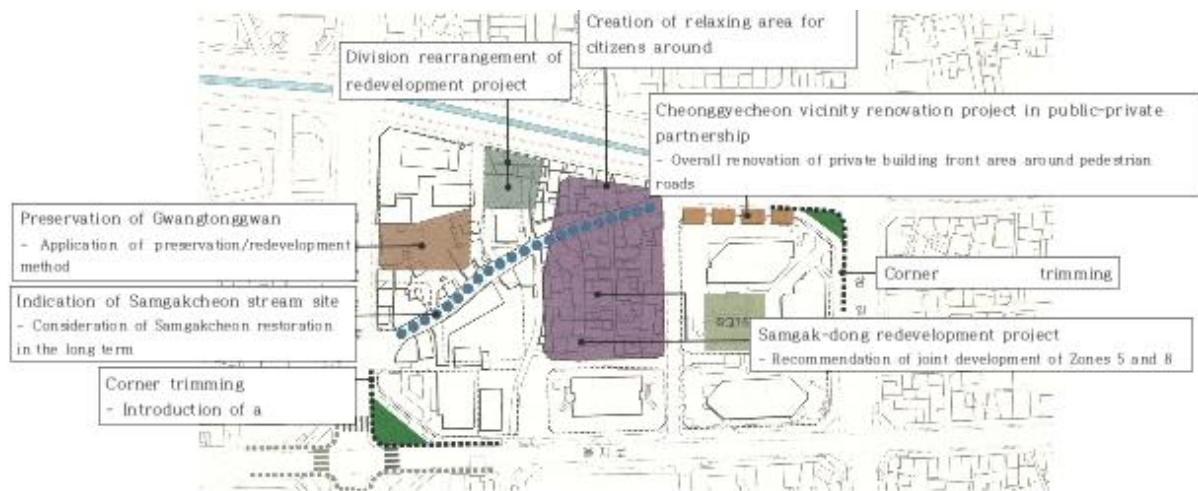 Creation of relaxing area for
citizens around
Division rearrangement of
redevelopment project
Cheonggyecheon vicinity renovation project in public-private
partnership
- Overall renovation of private building front area around pedestrian
roads
Preservation of Gwangtonggwan
- Application of preservation/redevelopment
method
Corner trimming
Indication of Samgakcheon stream site
- Consideration of Samgakcheon restoration
in the long term
Samgak-dong redevelopment project
- Recommendation of joint development of Zones 5 and 8
Corner trimming
- Introduction of a